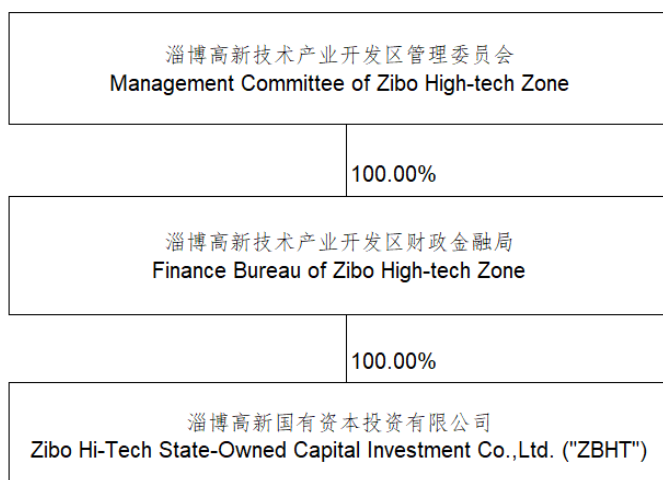 淄博高新技术产业开发区管理委员会
Management Committee of Zibo High-tech Zone
100.00%
淄博高新技术产业开发区财政金融局
Finance Bureau of Zibo High-tech Zone
100.00%
淄博高新国有资本投资有限公司
Zibo Hi-Tech State-Owned Capital Investment Co.,Ltd. ("ZBHT")